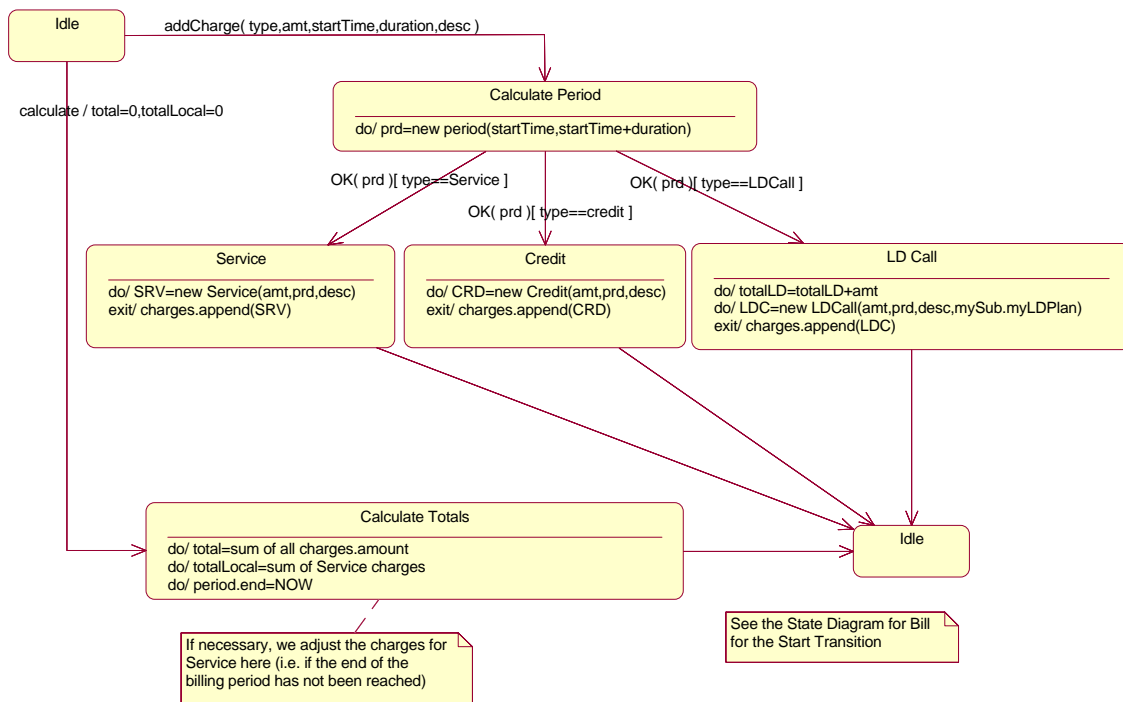 Idle
addCharge( type,amt,startTime,duration,desc )
calculate / total=0,totalLocal=0
Calculate Period
do/ prd=new period(startTime,startTime+duration)
OK( prd )[ type==Service ]
OK( prd )[ type==credit ]
OK( prd )[ type==LDCall ]
Service
do/ SRV=new Service(amt,prd,desc)
exit/ charges.append(SRV)
Credit
do/ CRD=new Credit(amt,prd,desc)
exit/ charges.append(CRD)
LD Call
do/ totalLD=totalLD+amt
do/ LDC=new LDCall(amt,prd,desc,mySub.myLDPlan)
exit/ charges.append(LDC)
Calculate Totals
do/ total=sum of all charges.amount
do/ totalLocal=sum of Service charges
do/ period.end=NOW
Idle
If necessary, we adjust the charges for
Service here (i.e. if the end of the
billing period has not been reached)
See the State Diagram for Bill
for the Start Transition